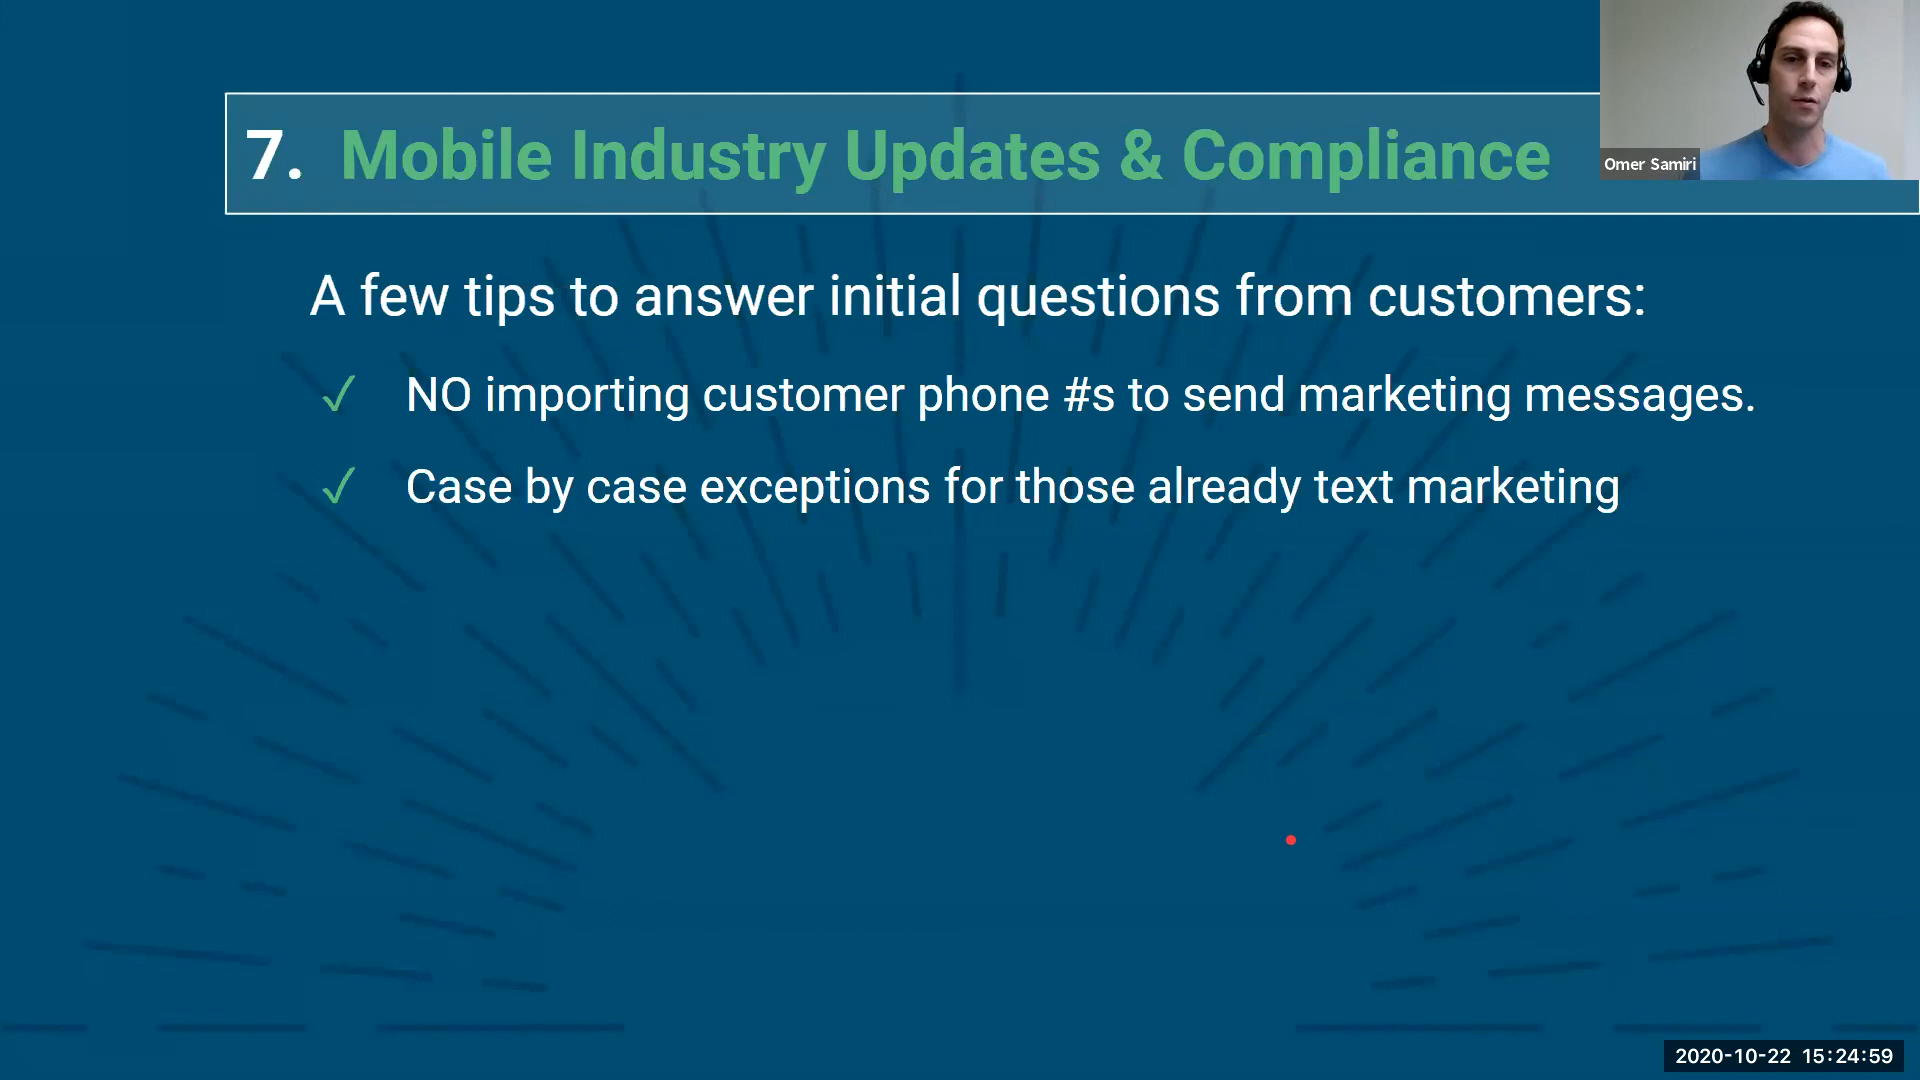 7. Mobile Industry Updates & Compliance
Omer Samiri
A few tips to answer initial questions from customers:
✓ NO importing customer phone #s to send marketing messages.
✓ Case by case exceptions for those already text marketing
2020-10-22 15:24:59